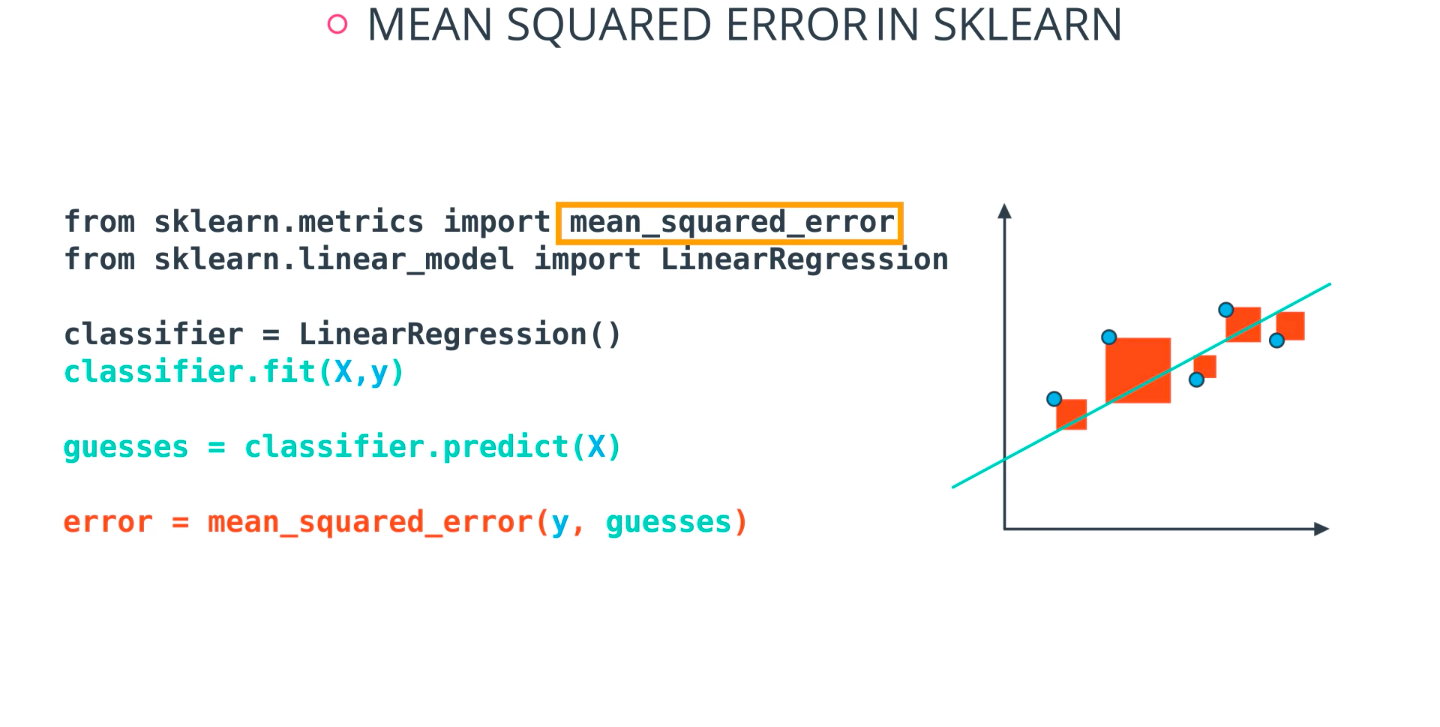 MEAN SQUARED ERROR IN SKLEARN
from sklearn.metrics import mean_squared_error
from sklearn.linear_model import LinearRegression
classifier = LinearRegression()
classifier.fit(X,y)
guesses = classifier.predict(X)
error = mean_squared_error(y, guesses)